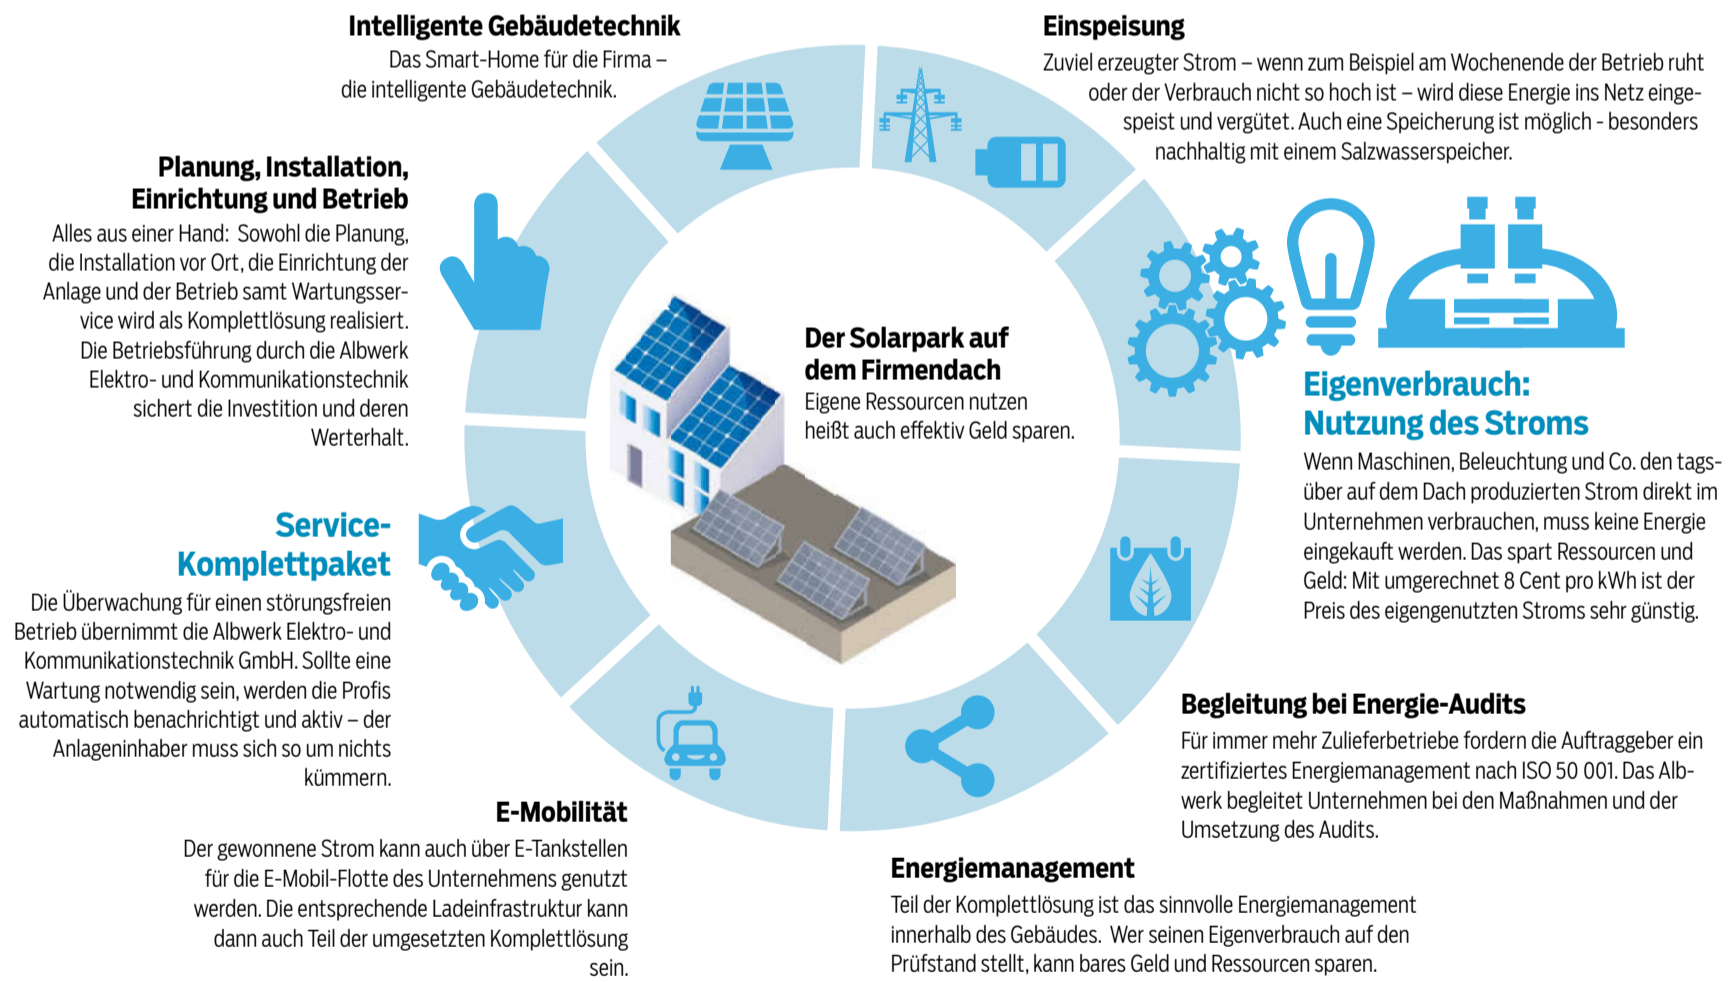 Intelligente Gebäudetechnik
Das Smart-Home für die Firma –
die intelligente Gebäudetechnik.
Einspeisung
Zuviel erzeugter Strom – wenn zum Beispiel am Wochenende der Betrieb ruht
oder der Verbrauch nicht so hoch ist – wird diese Energie ins Netz einge-
speist und vergütet. Auch eine Speicherung ist möglich - besonders
nachhaltig mit einem Salzwasserspeicher.
Planung, Installation,
Einrichtung und Betrieb
Alles aus einer Hand: Sowohl die Planung,
die Installation vor Ort, die Einrichtung der
Anlage und der Betrieb samt Wartungsser-
vice wird als Komplettlösung realisiert.
Die Betriebsführung durch die Albwerk
Elektro- und Kommunikationstechnik
sichert die Investition und deren
Werterhalt.
Der Solarpark auf
dem Firmendach
Eigene Ressourcen nutzen
heißt auch effektiv Geld sparen.
Eigenverbrauch:
Nutzung des Stroms
Wenn Maschinen, Beleuchtung und Co. den tags-
über auf dem Dach produzierten Strom direkt im
Unternehmen verbrauchen, muss keine Energie
eingekauft werden. Das spart Ressourcen und
Geld: Mit umgerechnet 8 Cent pro kWh ist der
Preis des eigengenutzten Stroms sehr günstig.
Service-
Komplettpaket
Die Überwachung für einen störungsfreien
Betrieb übernimmt die Albwerk Elektro- und
Kommunikationstechnik GmbH. Sollte eine
Wartung notwendig sein, werden die Profis
automatisch benachrichtigt und aktiv – der
Anlageninhaber muss sich so um nichts
kümmern.
Begleitung bei Energie-Audits
Für immer mehr Zulieferbetriebe fordern die Auftraggeber ein
zertifiziertes Energiemanagement nach ISO 50 001. Das Alb-
werk begleitet Unternehmen bei den Maßnahmen und der
Umsetzung des Audits.
E-Mobilität
Der gewonnene Strom kann auch über E-Tankstellen
für die E-Mobil-Flotte des Unternehmens genutzt
werden. Die entsprechende Ladeinfrastruktur kann
dann auch Teil der umgesetzten Komplettlösung
sein.
Energiemanagement
Teil der Komplettlösung ist das sinnvolle Energiemanagement
innerhalb des Gebäudes. Wer seinen Eigenverbrauch auf den
Prüfstand stellt, kann bares Geld und Ressourcen sparen.